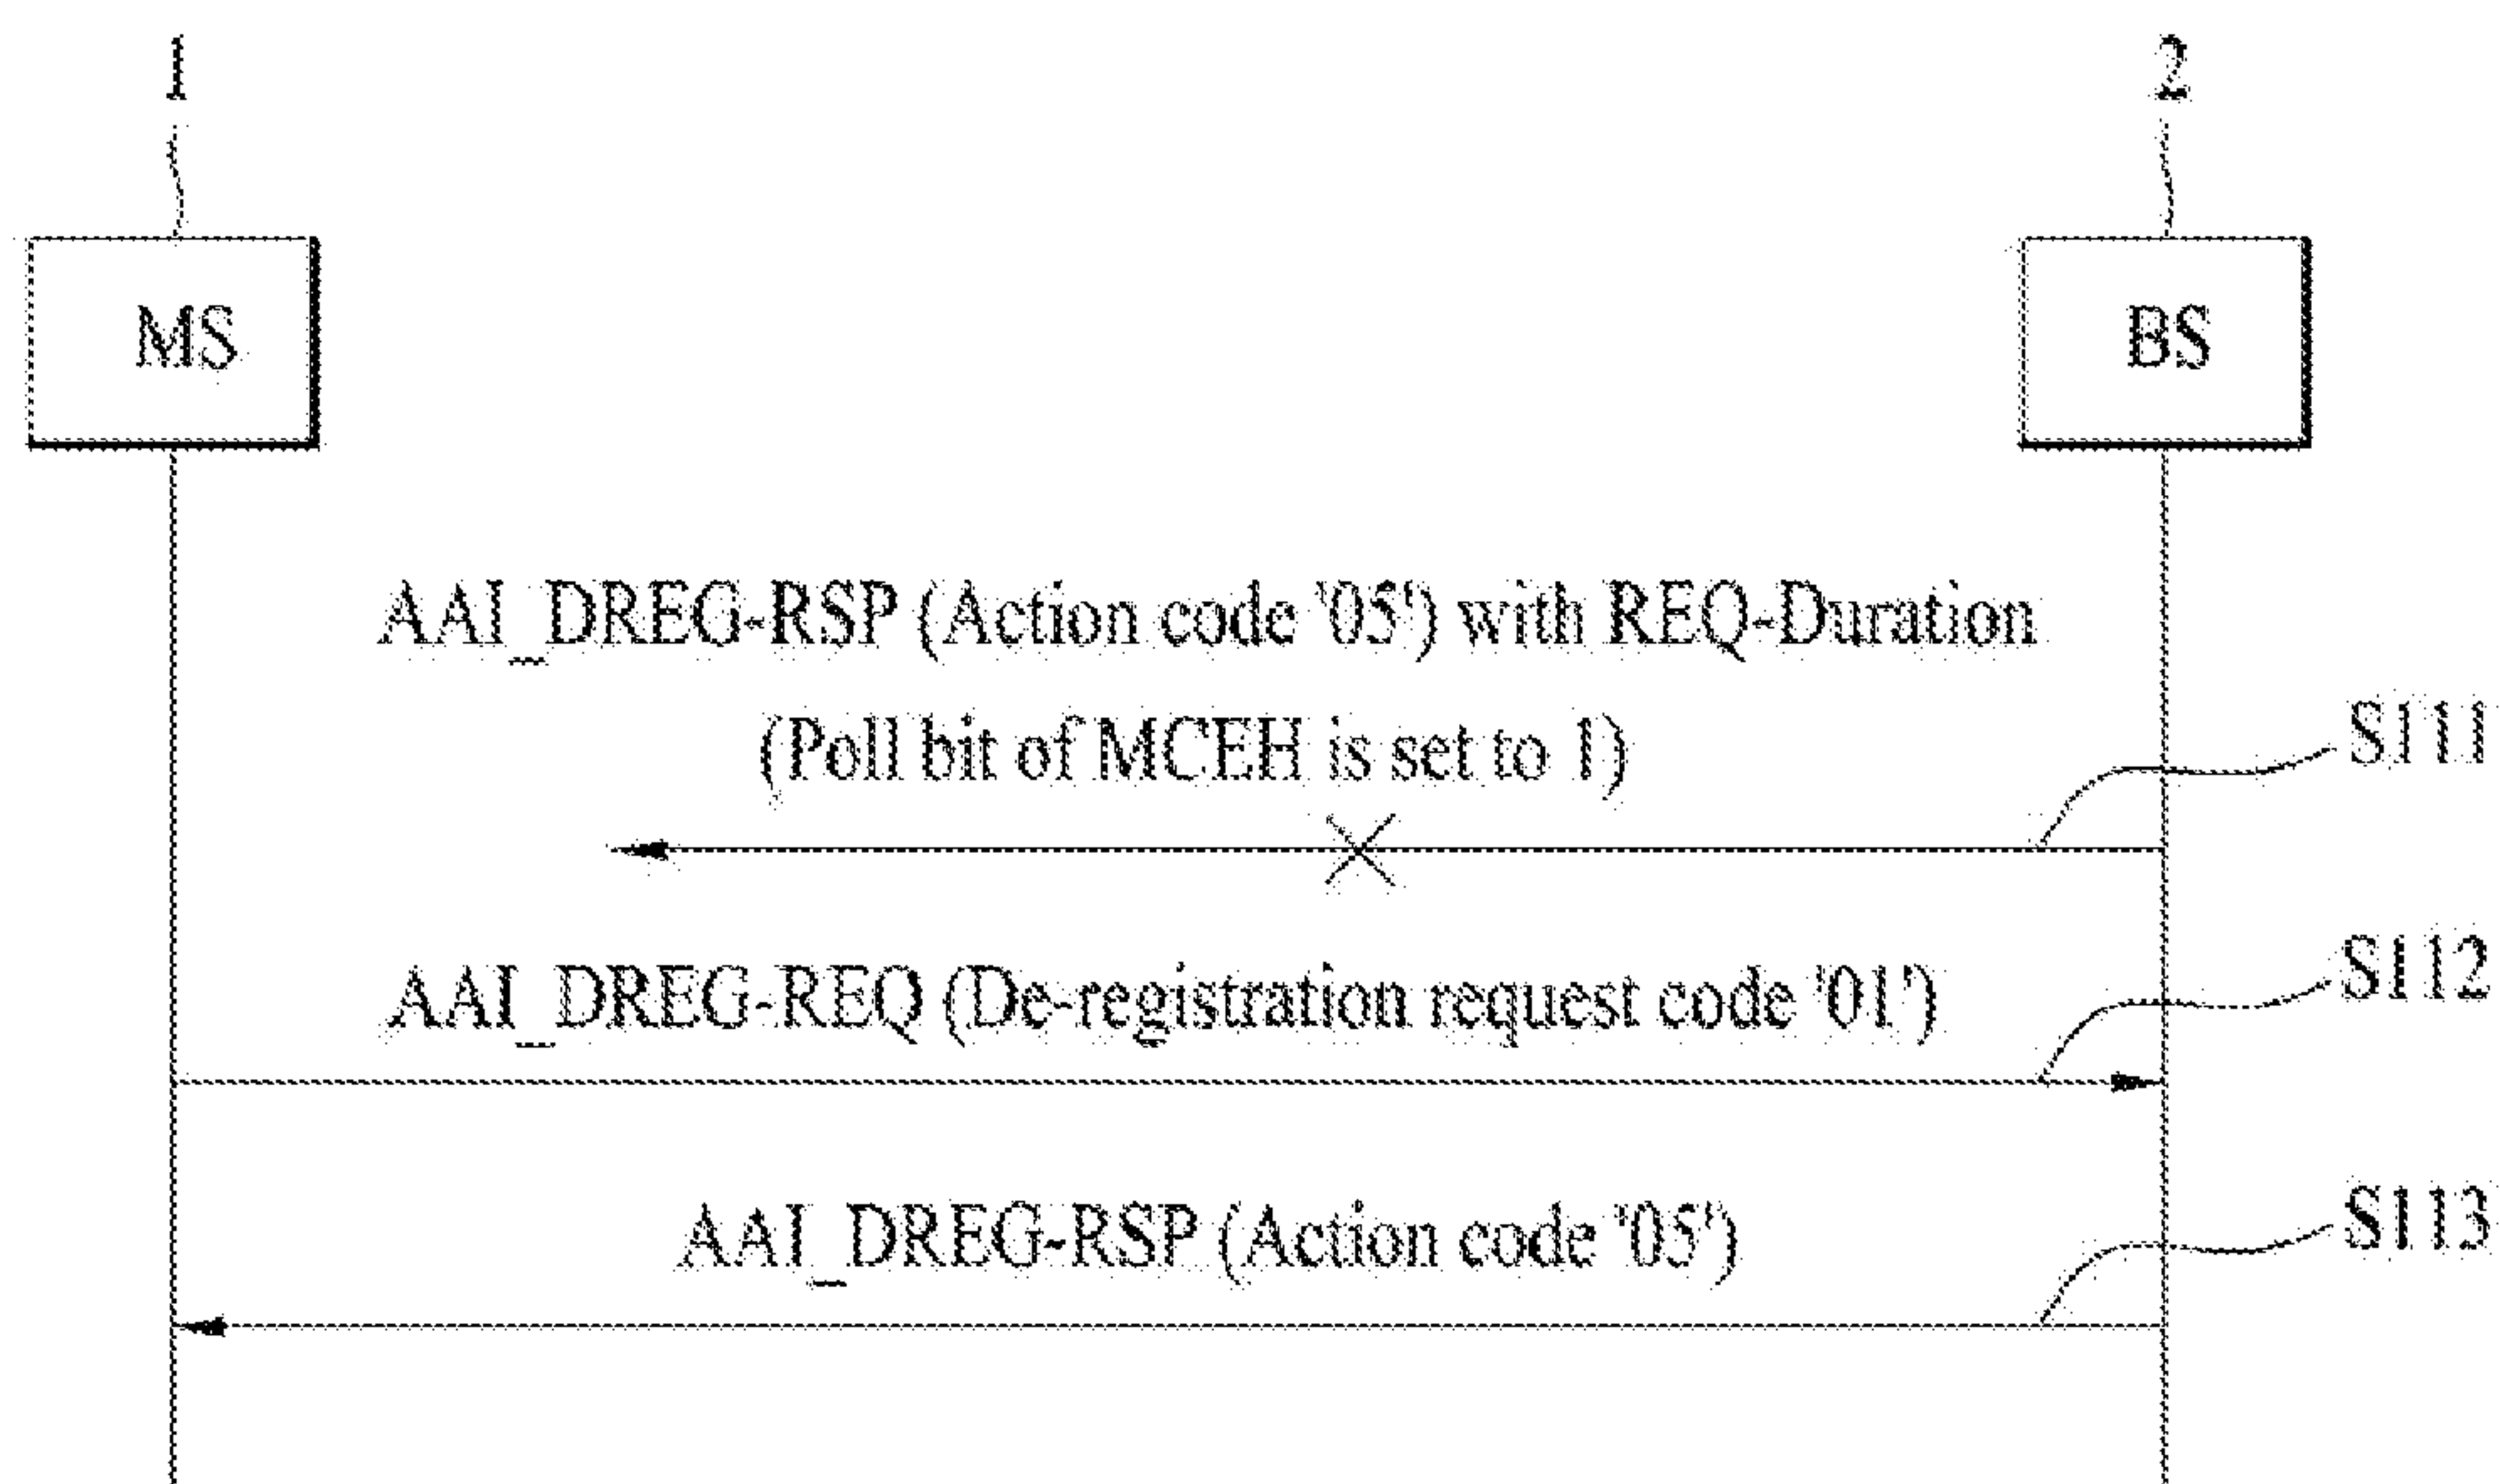 1
2
MS
BS
AAI_DREG-RSP (Action code '05') with REQ-Duration
(Poll bit of MCEH is set to 1)
S111
AAI_DREG-REQ (De-registration request code '01')
S112
AAI_DREG-RSP (Action code '05')
S113